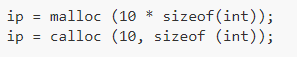 ip = malloc (10 * sizeof(int));
ip = calloc (10, sizeof (int));